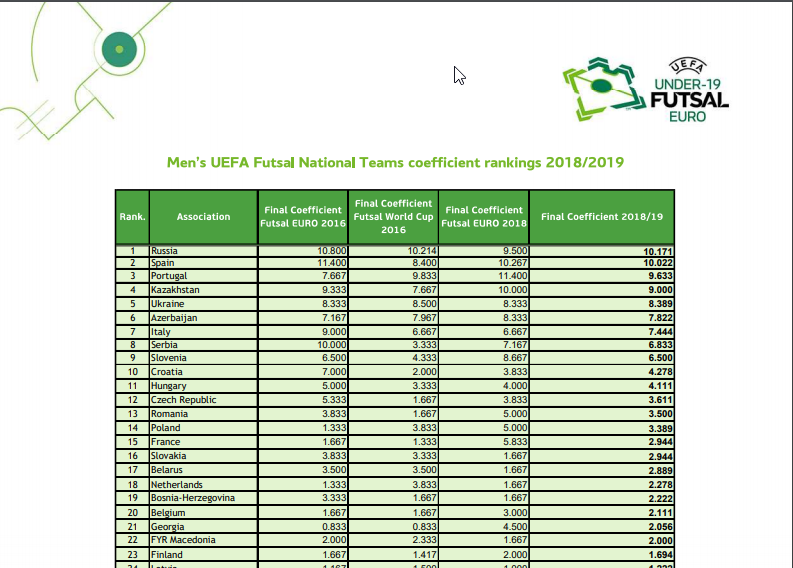 UEFA
UNDER-19
FUTSAL
EURO
Men's UEFA Futsal National Teams coefficient rankings 2018/2019
Rank. Association Final Coefficient Futsal EURO 2016 Final Coefficient Futsal World Cup 2016 Final Coefficient Futsal EURO 2018 Final Coefficient 2018/19
1 Russia 10.800 10.214 9.500 10.171
2 Spain 11.400 8.400 10.267 10.022
3 Portugal 7.667 9.833 11.400 9.633
4 Kazakhstan 9.333 7.667 10.000 9.000
5 Ukraine 8.333 8.500 8.333 8.389
6 Azerbaijan 7.167 7.967 8.333 7.822
7 Italy 9.000 6.667 6.667 7.444
8 Serbia 10.000 3.333 7.167 6.833
9 Slovenia 6.500 4.333 8.667 6.500
10 Croatia 7.000 2.000 3.833 4.278
11 Hungary 5.000 3.333 4.000 4.111
12 Czech Republic 5.333 1.667 3.833 3.611
13 Romania 3.833 1.667 5.000 3.500
14 Poland 1.333 3.833 5.000 3.389
15 France 1.667 1.333 5.833 2.944
16 Slovakia 3.833 3.333 1.667 2.944
17 Belarus 3.500 3.500 1.667 2.889
18 Netherlands 1.333 3.833 1.667 2.278
19 Bosnia-Herzegovina 3.333 1.667 1.667 2.222
20 Belgium 1.667 1.667 3.000 2.111
21 Georgia 0.833 0.833 4.500 2.056
22 FYR Macedonia 2.000 2.333 1.667 2.000
23 Finland 1.667 1.417 2.000 1.694